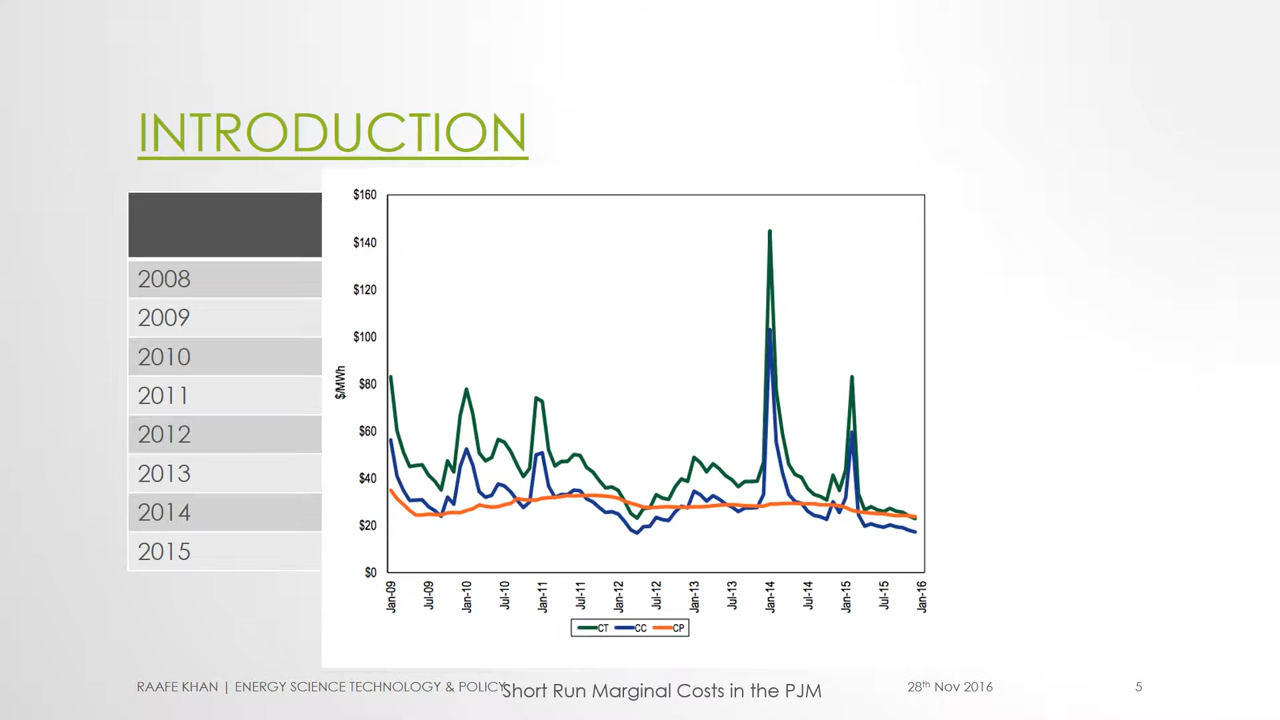 INTRODUCTION
2008
2009
2010
2011
2012
2013
2014
2015
$160
$140
$120
$100
$80
$60
$40
$20
$0
$/MWh
Jan-09 Jul-09 Jan-10 Jul-10 Jan-11 Jul-11 Jan-12 Jul-12 Jan-13 Jul-13 Jan-14 Jul-14 Jan-15 Jul-15 Jan-16
CT CC CP
RAAFE KHAN | ENERGY SCIENCE TECHNOLOGY & POLICY
Short Run Marginal Costs in the PJM
28th Nov 2016
5